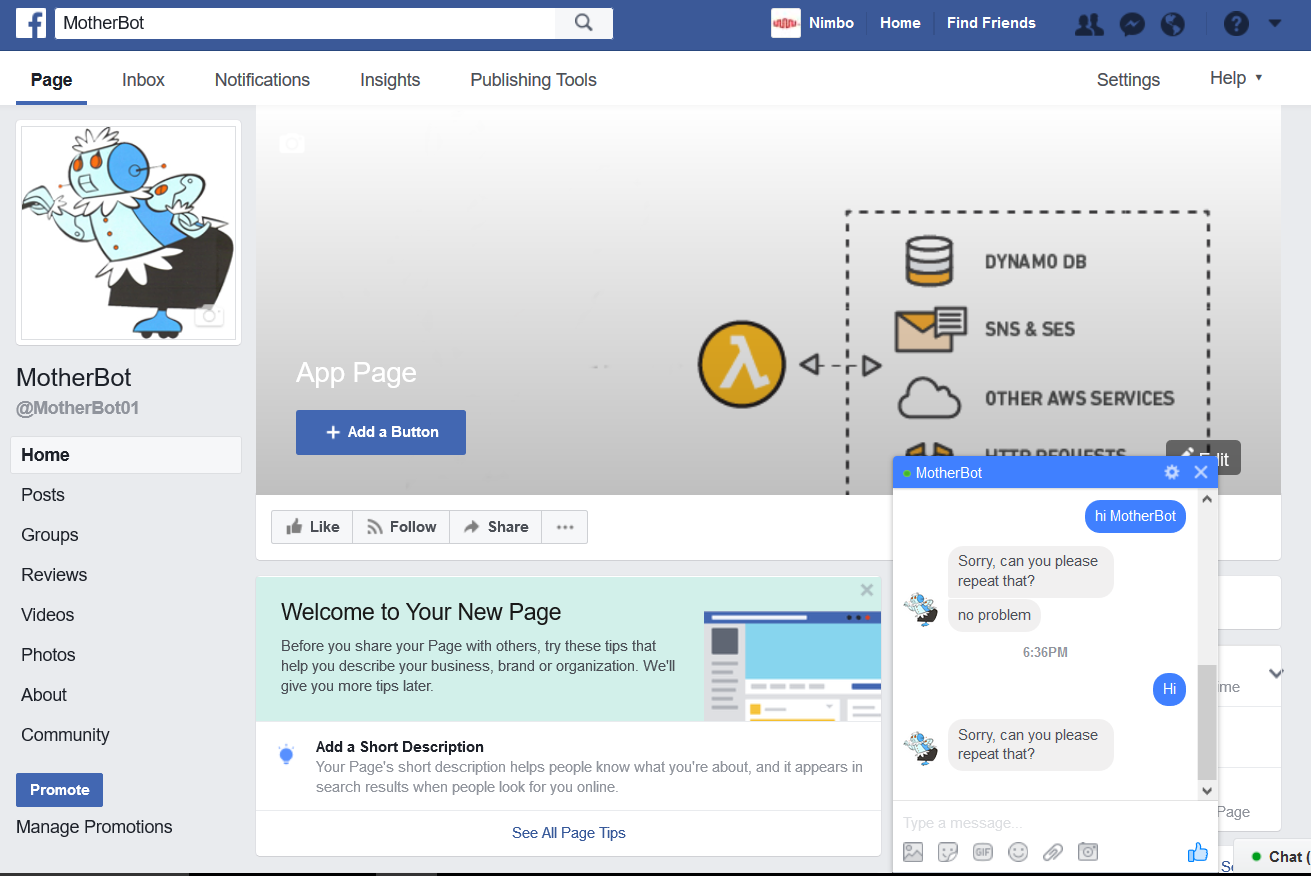 MotherBot
Nimbo
Home
Find Friends
Page
Inbox
Notifications
Insights
Publishing Tools
Settings
Help
DYNAMO DB
SNS & SES
OTHER AWS SERVICES
HTTP REQUESTS
App Page
+ Add a Button
MotherBot
@MotherBot01
Home
Posts
Groups
Reviews
Videos
Photos
About
Community
Promote
Manage Promotions
Like
Follow
Share
Welcome to Your New Page
Before you share your Page with others, try these tips that
help you describe your business, brand or organization. We'll
give you more tips later.
Add a Short Description
Your Page's short description helps people know what you're about, and it appears in
search results when people look for you online.
See All Page Tips
MotherBot
hi MotherBot
Sorry, can you please
repeat that?
no problem
6:36PM
Hi
Sorry, can you please
repeat that?
Type a message...
GIF
Page
Chat (